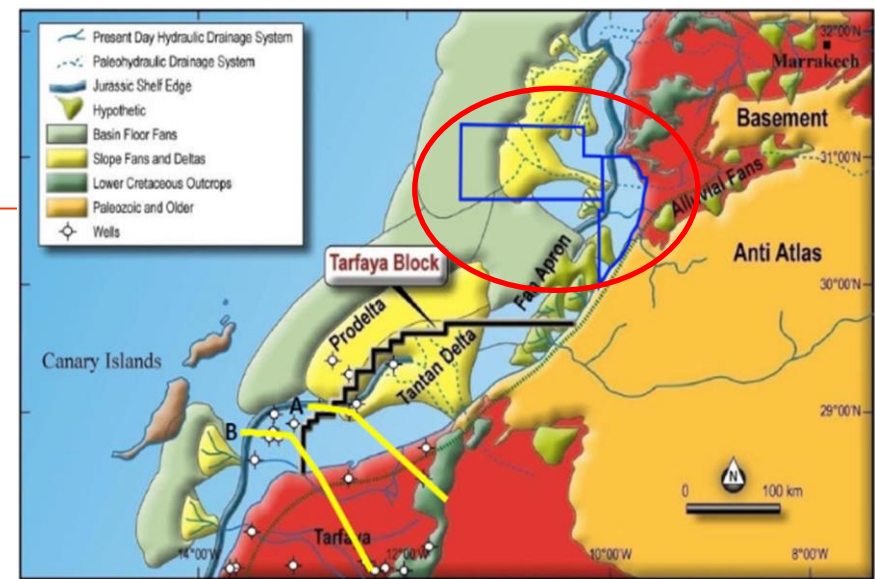 Present Day Hydraulic Drainage System
Paleohydraulic Drainage System
Jurassic Shelf Edge
Hypothetic
Basin Floor Fans
Slope Fans and Deltas
Lower Cretaceous Outcrops
Paleozoic and Older
Wells
32°00'N
Marrakech
Basement
31°00'N
Alluvial Fans
Anti Atlas
Fan Apron
Tarfaya Block
30°00'N
Prodelta
Canary Islands
Tantan Delta
A
29°00'N
B
N
0 100 km
Tarfaya
14°00'W 12°00'W 10°00'W 8°00'W